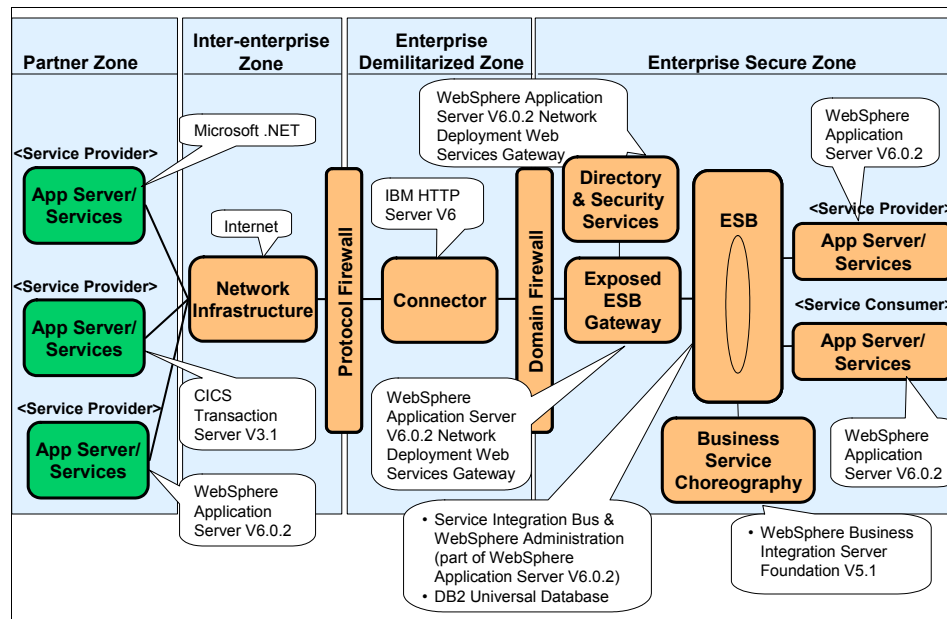 Partner Zone
Inter-enterprise
Zone
Enterprise
Demilitarized Zone
Enterprise Secure Zone
Microsoft .NET
<Service Provider>
App Server/
Services
<Service Provider>
App Server/
Services
CICS
Transaction
Server V3.1
<Service Provider>
App Server/
Services
WebSphere
Application
Server V6.0.2
Internet
Network
Infrastructure
Protocol Firewall
IBM HTTP
Server V6
Connector
WebSphere
Application Server
V6.0.2 Network
Deployment Web
Services Gateway
Domain Firewall
WebSphere Application
Server V6.0.2 Network
Deployment Web
Services Gateway
Directory
& Security
Services
Exposed
ESB
Gateway
ESB
WebSphere
Application
Server V6.0.2
<Service Provider>
App Server/
Services
<Service Consumer>
App Server/
Services
WebSphere
Application
Server V6.0.2
Business
Service
Choreography
• Service Integration Bus &
WebSphere Administration
(part of WebSphere
Application Server V6.0.2)
• DB2 Universal Database
• WebSphere Business
Integration Server
Foundation V5.1